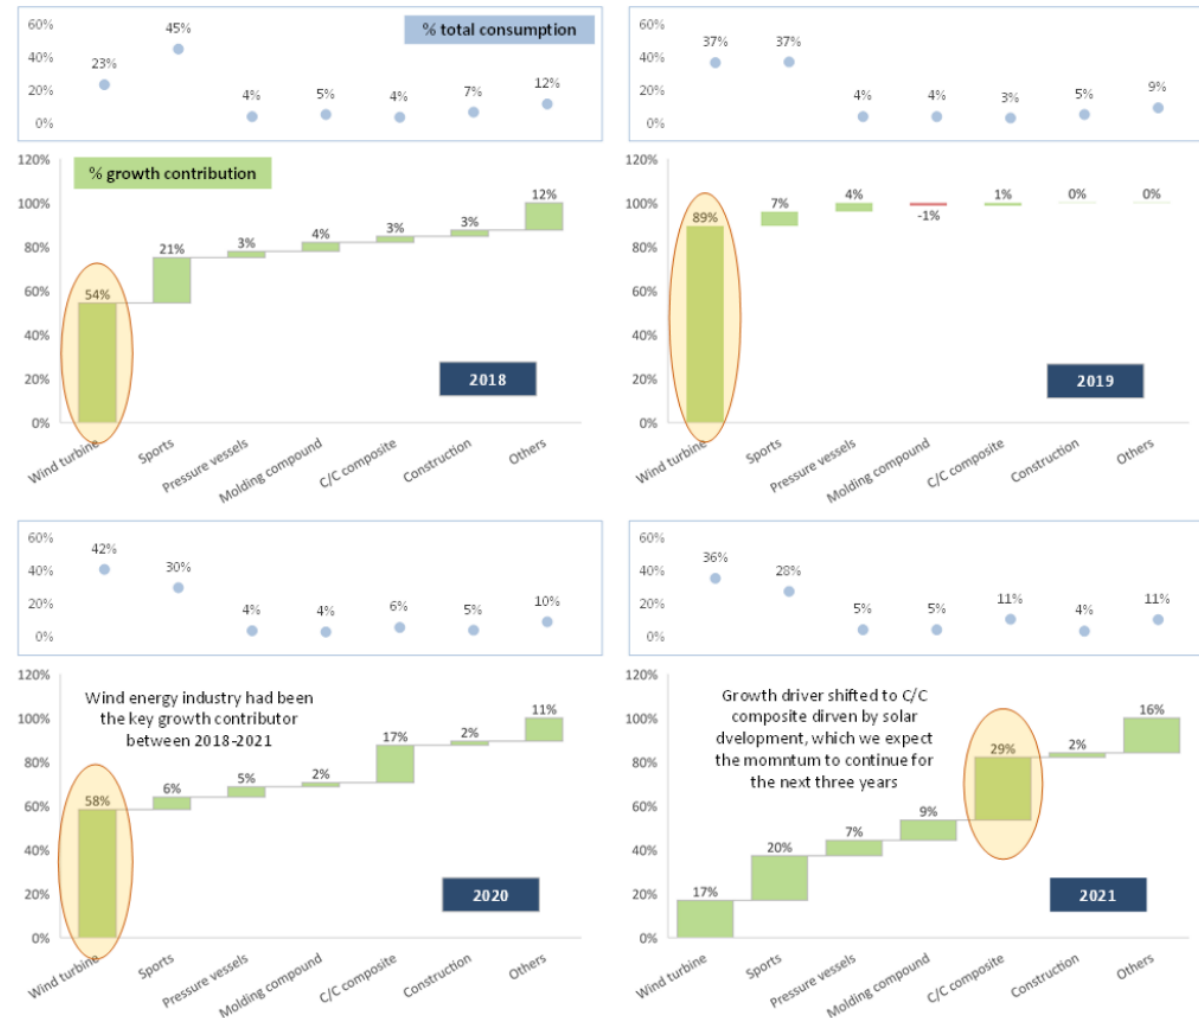 60%
40%
20%
0%
% total consumption
23%
45%
4%
5%
4%
7%
12%
120%
100%
80%
60%
40%
20%
0%
% growth contribution
54%
21%
3%
4%
3%
3%
12%
2018
Wind turbine
Sports
Pressure vessels
Molding compound
C/C composite
Construction
Others
60%
40%
20%
0%
37%
37%
4%
4%
3%
5%
9%
120%
100%
80%
60%
40%
20%
0%
89%
7%
4%
-1%
1%
0%
0%
2019
Wind turbine
Sports
Pressure vessels
Molding compound
C/C composite
Construction
Others
60%
40%
20%
0%
42%
30%
4%
4%
6%
5%
10%
120%
100%
80%
60%
40%
20%
0%
Wind energy industry had been
the key growth contributor
between 2018-2021
58%
6%
5%
2%
17%
2%
11%
2020
Wind turbine
Sports
Pressure vessels
Molding compound
C/C composite
Construction
Others
60%
40%
20%
0%
36%
28%
5%
5%
11%
4%
11%
120%
100%
80%
60%
40%
20%
0%
Growth driver shifted to C/C
composite dirven by solar
dvelopment, which we expect
the momntum to continue for
the next three years
17%
20%
7%
9%
29%
2%
16%
2021
Wind turbine
Sports
Pressure vessels
Molding compound
C/C composite
Construction
Others